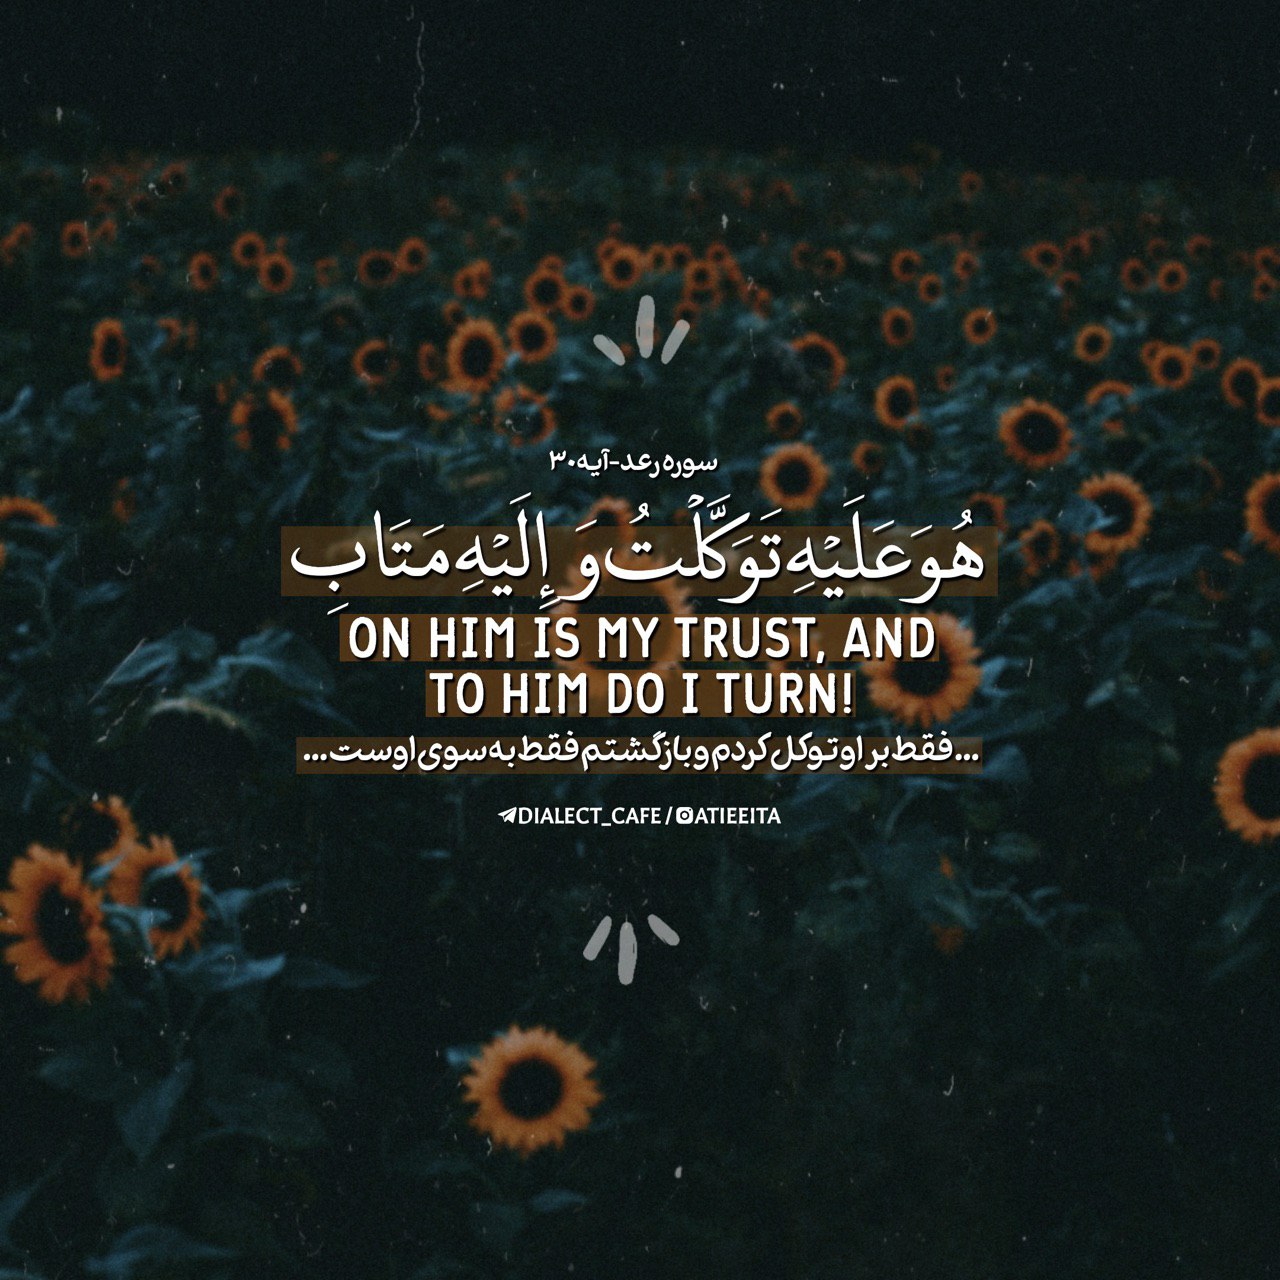 سوره رعد-آیه ۳۰
هُوَ عَلَیْهِ تَوَکَّلْتُ وَ إِلَیْهِ مَتَابِ
ON HIM IS MY TRUST, AND
TO HIM DO I TURN!
...فقط بر او توکل کردم و بازگشتم فقط به سوی اوست...
DIALECT_CAFE / ATIEEITA